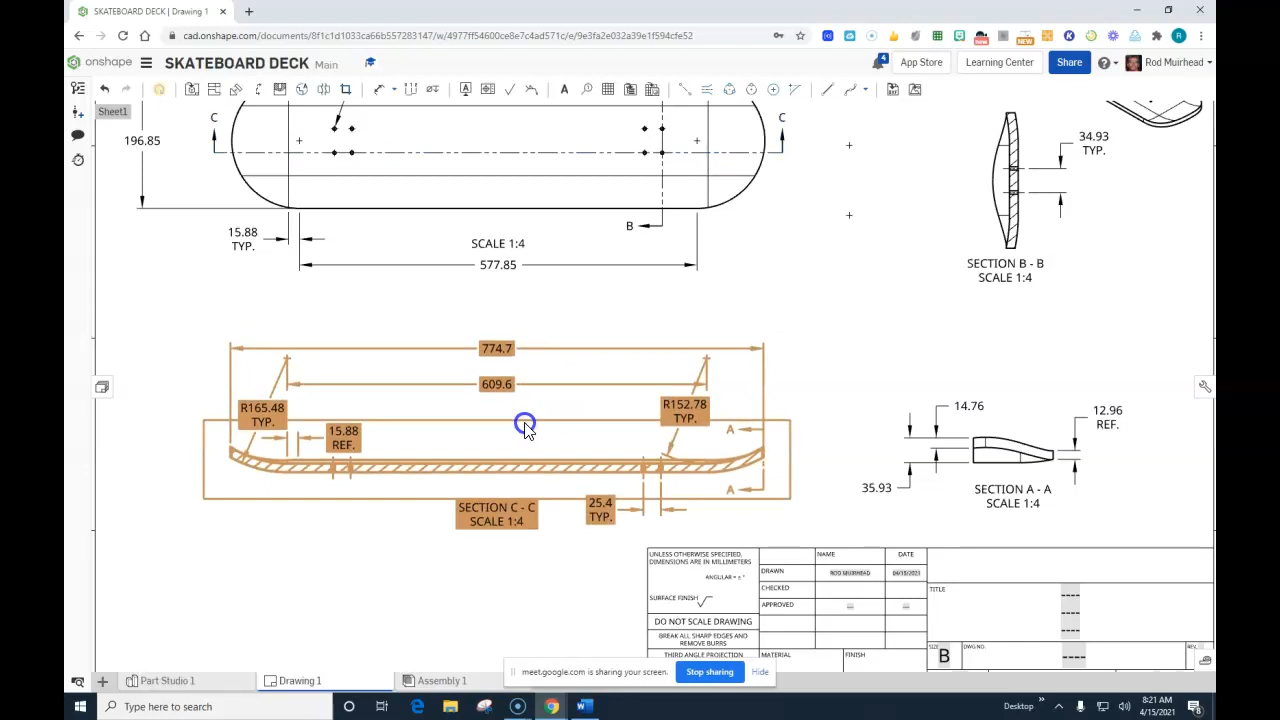 SKATEBOARD DECK | Drawing 1
cad.onshape.com/documents/8f1c1d1033ca66b557283147/w/4977ff54600ce8e7c4ad571c/e/9e3fa2e032a39e1f594cfe52
NEW
R
onshape
SKATEBOARD DECK Main
4
App Store
Learning Center
Share
Rod Muirhead
Sheet1
C
C
196.85
34.93
TYP.
B
15.88
TYP.
SCALE 1:4
577.85
SECTION B - B
SCALE 1:4
774.7
609.6
R165.48
TYP.
R152.78
TYP.
15.88
REF.
A
A
SECTION C - C
SCALE 1:4
25.4
TYP.
14.76
12.96
REF.
35.93
SECTION A - A
SCALE 1:4
UNLESS OTHERWISE SPECIFIED,
DIMENSIONS ARE IN MILLIMETERS
ANGULAR = ± °
SURFACE FINISH
DO NOT SCALE DRAWING
BREAK ALL SHARP EDGES AND
REMOVE BURRS
THIRD ANGLE PROJECTION
NAME
DATE
DRAWN
ROD MUIRHEAD
04/15/2021
CHECKED
APPROVED
MATERIAL
FINISH
TITLE
SIZE
B
DWG NO.
REV.
meet.google.com is sharing your screen.
Stop sharing
Hide
Part Studio 1
Drawing 1
Assembly 1
Type here to search
Desktop
8:21 AM
4/15/2021